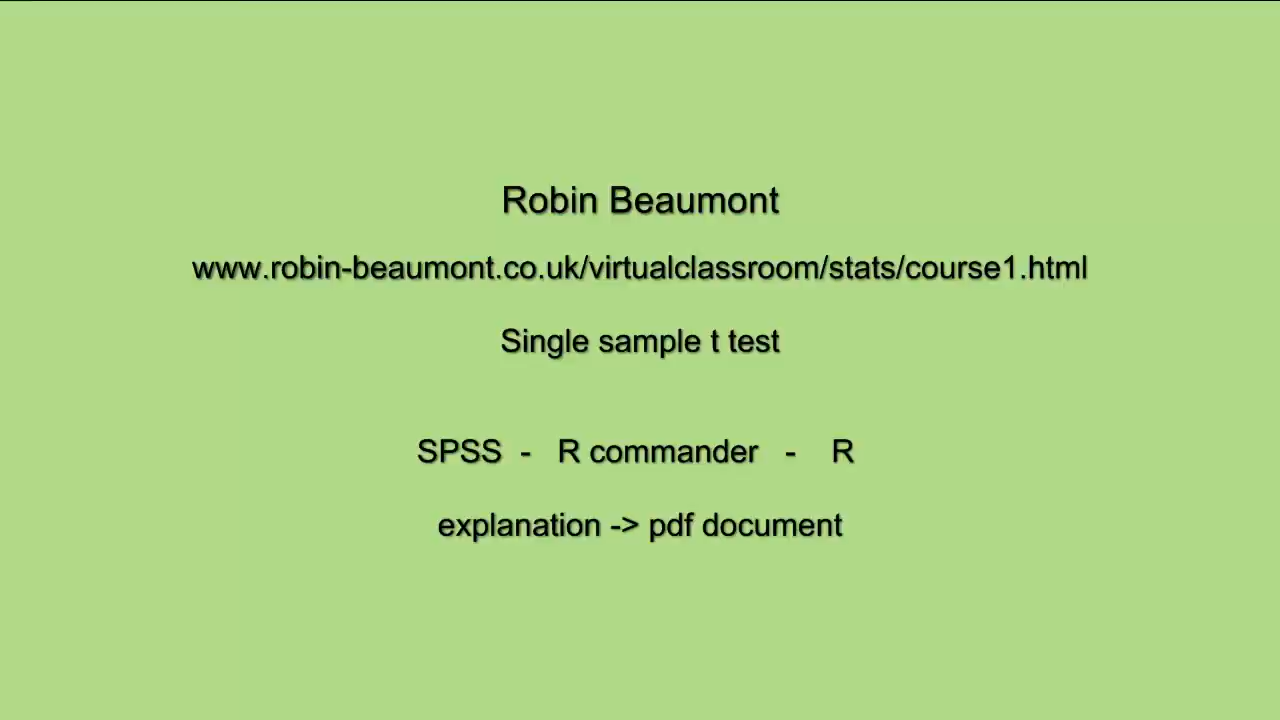 Robin Beaumont
www.robin-beaumont.co.uk/virtualclassroom/stats/course1.html
Single sample t test
SPSS - R commander - R
explanation -> pdf document